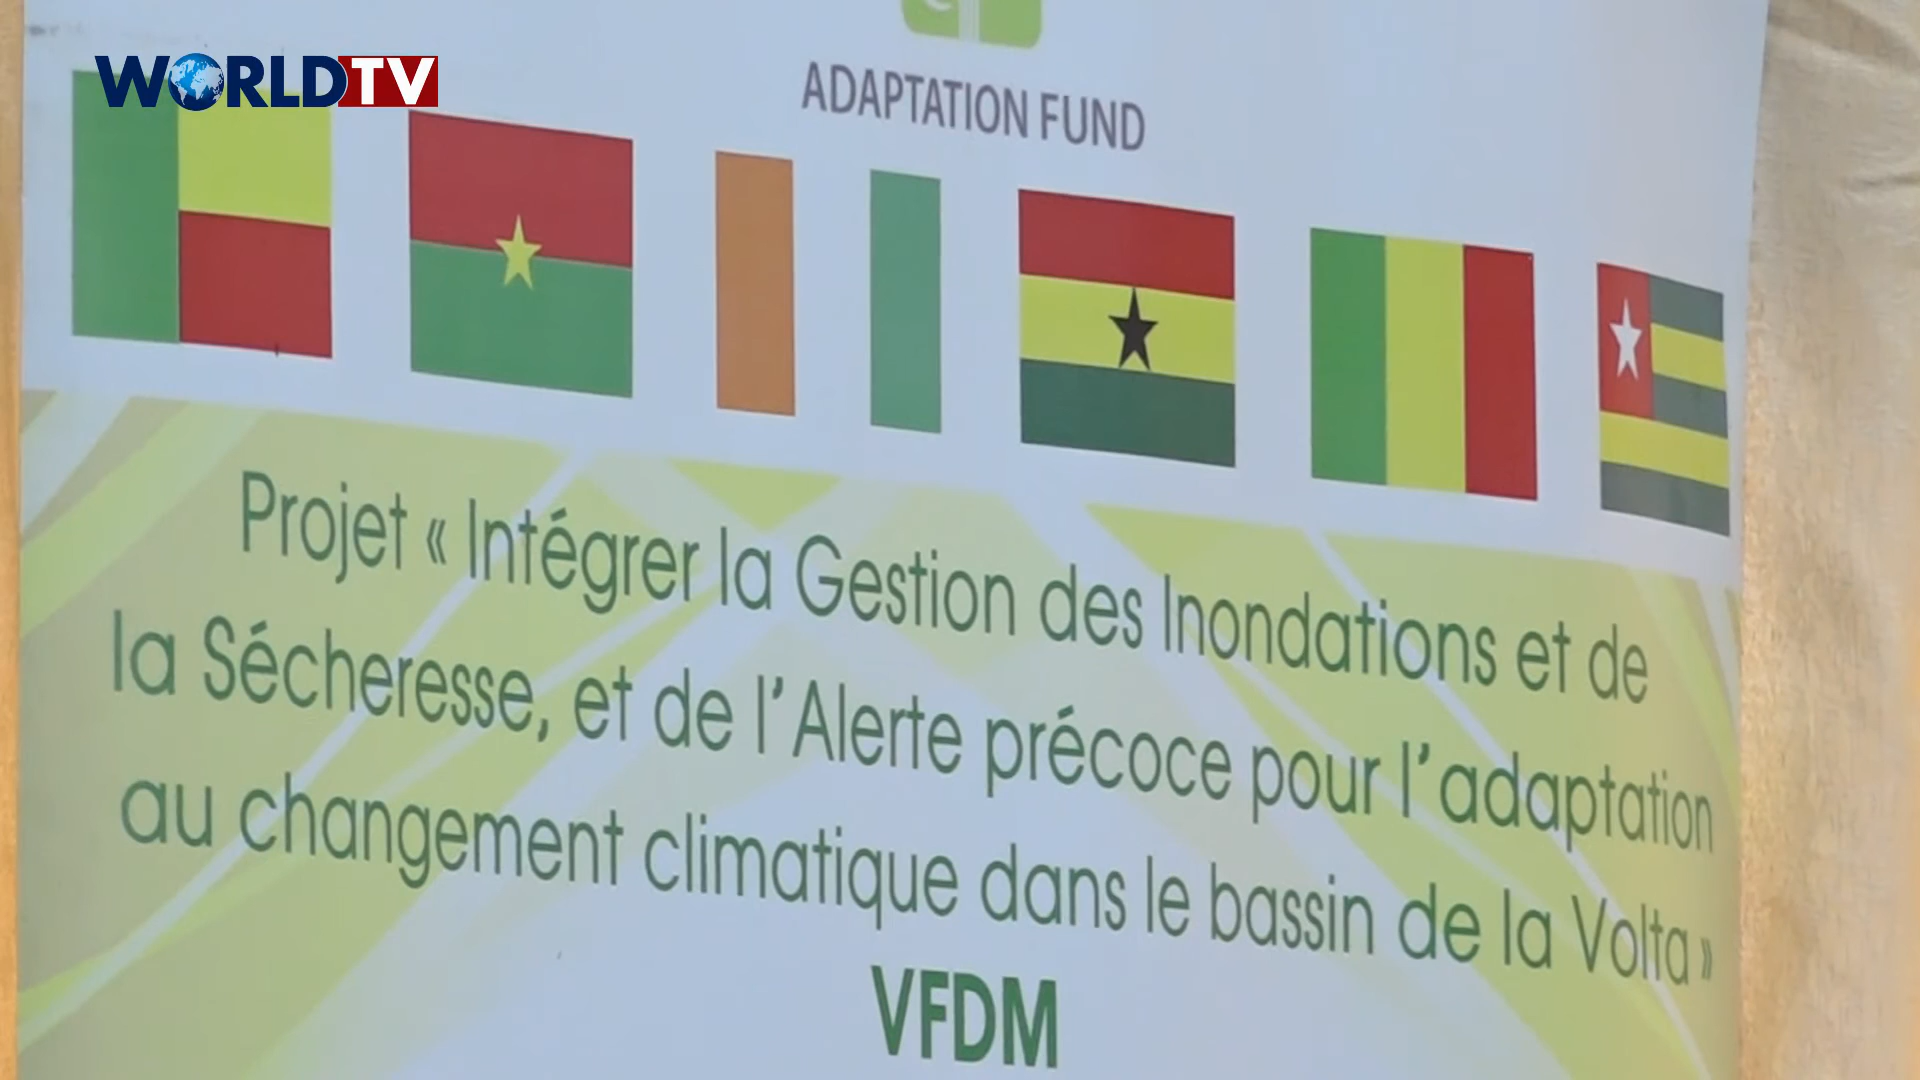 WORLDTV
ADAPTATION FUND
Projet « Intégrer la Gestion des Inondations et de
la Sécheresse, et de l'Alerte précoce pour l'adaptation
au changement climatique dans le bassin de la Volta »
VFDM